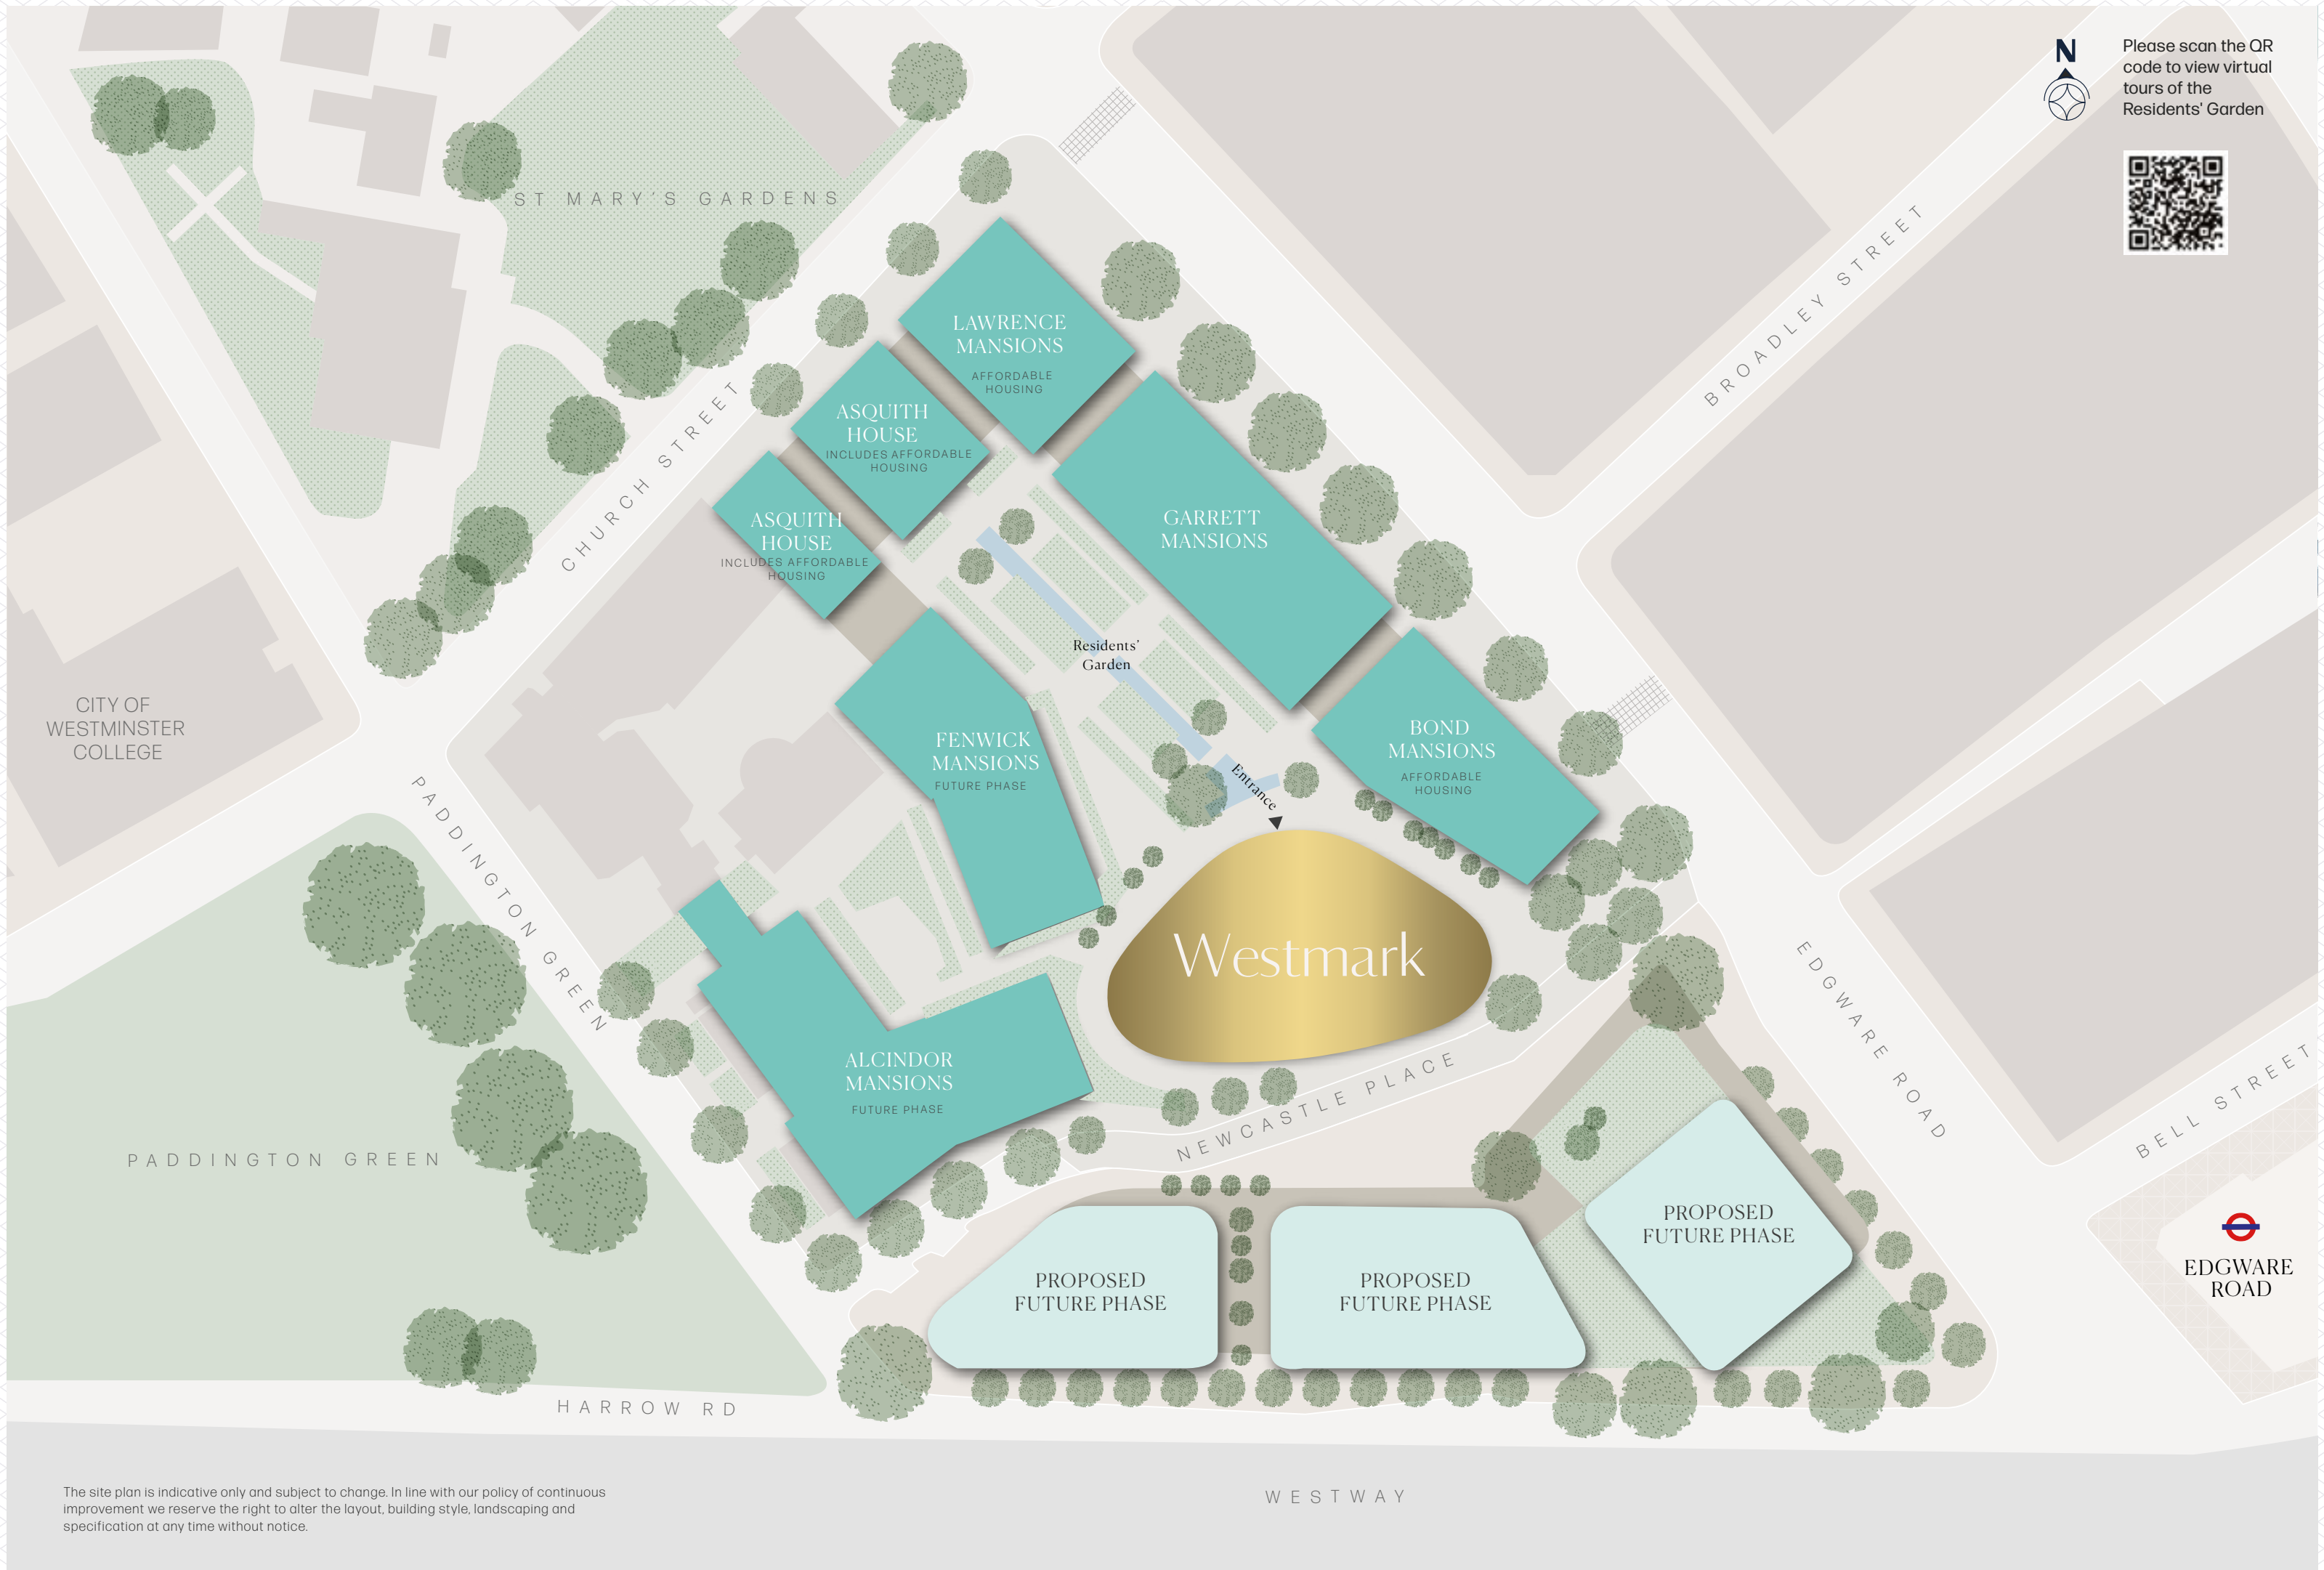 N
Please scan the QR
code to view virtual
tours of the
Residents' Garden
ST MARY'S GARDENS
BROADLEY STREET
LAWRENCE
MANSIONS
AFFORDABLE
HOUSING
ASQUITH
HOUSE
INCLUDES AFFORDABLE
HOUSING
CHURCH STREET
ASQUITH
HOUSE
INCLUDES AFFORDABLE
HOUSING
GARRETT
MANSIONS
Residents'
Garden
CITY OF
WESTMINSTER
COLLEGE
FENWICK
MANSIONS
FUTURE PHASE
BOND
MANSIONS
AFFORDABLE
HOUSING
Entrance
PADDINGTON GREEN
Westmark
EDGWARE ROAD
ALCINDOR
MANSIONS
FUTURE PHASE
NEWCASTLE PLACE
BELL STREET
PADDINGTON GREEN
PROPOSED
FUTURE PHASE
PROPOSED
FUTURE PHASE
PROPOSED
FUTURE PHASE
EDGWARE
ROAD
HARROW RD
WESTWAY
The site plan is indicative only and subject to change. In line with our policy of continuous
improvement we reserve the right to alter the layout, building style, landscaping and
specification at any time without notice.